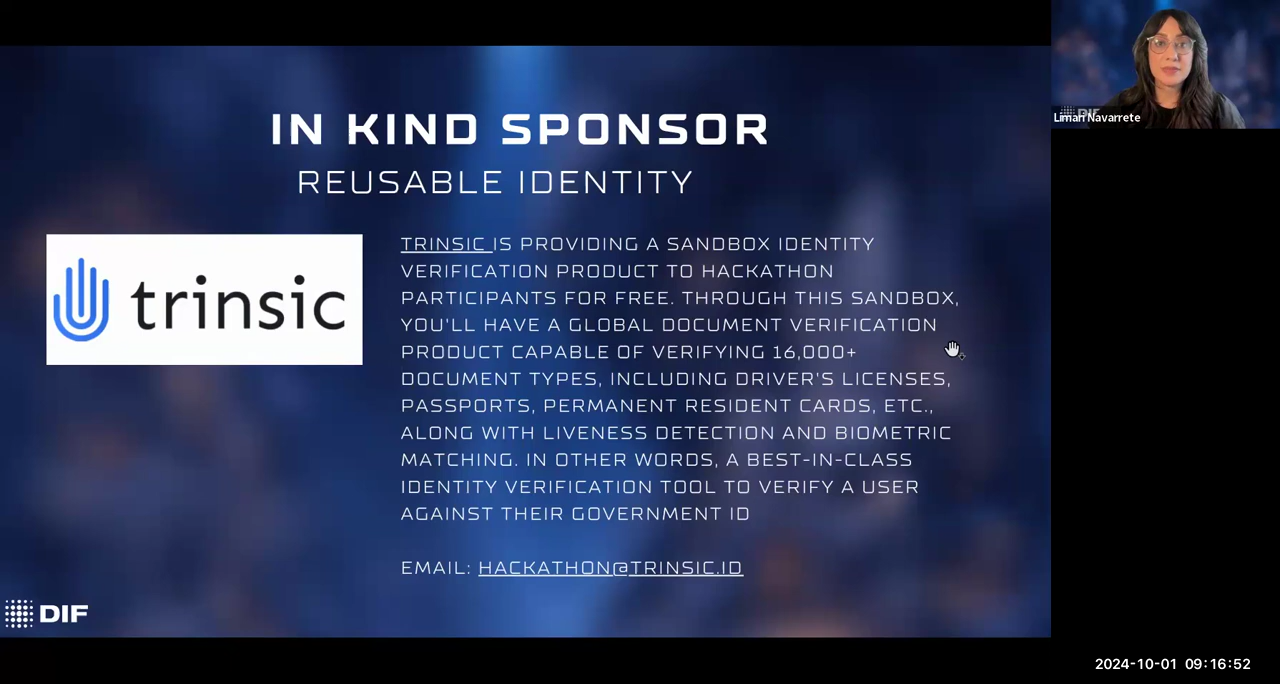 IN KIND SPONSOR
REUSABLE IDENTITY
trinsic
TRINSIC IS PROVIDING A SANDBOX IDENTITY
VERIFICATION PRODUCT TO HACKATHON
PARTICIPANTS FOR FREE. THROUGH THIS SANDBOX,
YOU'LL HAVE A GLOBAL DOCUMENT VERIFICATION
PRODUCT CAPABLE OF VERIFYING 16,000+
DOCUMENT TYPES, INCLUDING DRIVER'S LICENSES,
PASSPORTS, PERMANENT RESIDENT CARDS, ETC.,
ALONG WITH LIVENESS DETECTION AND BIOMETRIC
MATCHING. IN OTHER WORDS, A BEST-IN-CLASS
IDENTITY VERIFICATION TOOL TO VERIFY A USER
AGAINST THEIR GOVERNMENT ID
EMAIL: HACKATHON@TRINSIC.ID
DIF
Limari Navarrete
2024-10-01 09:16:52